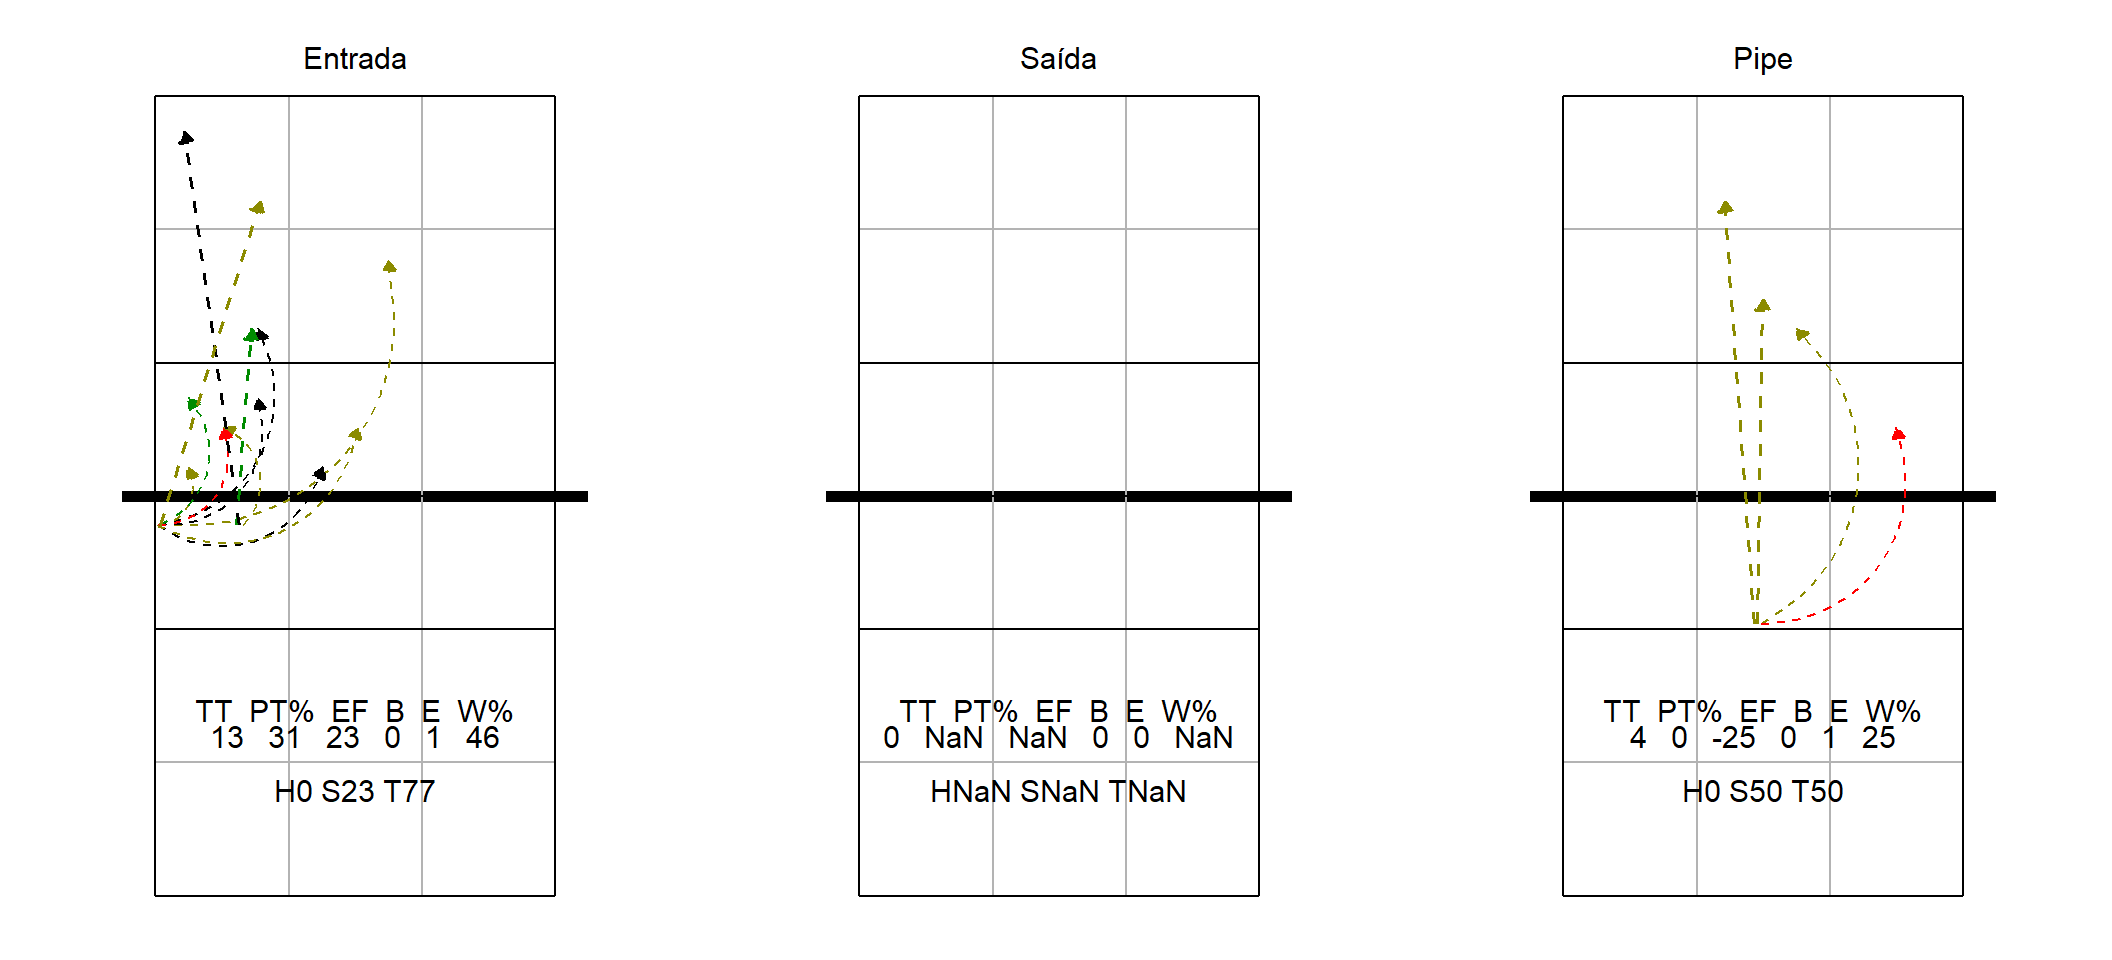 Entrada
TT PT% EF B E W%
13 31 23 0 1 46
H0 S23 T77
Saída
TT PT% EF B E W%
0 NaN NaN 0 0 NaN
HNaN SNaN TNaN
Pipe
TT PT% EF B E W%
4 0 -25 0 1 25
H0 S50 T50